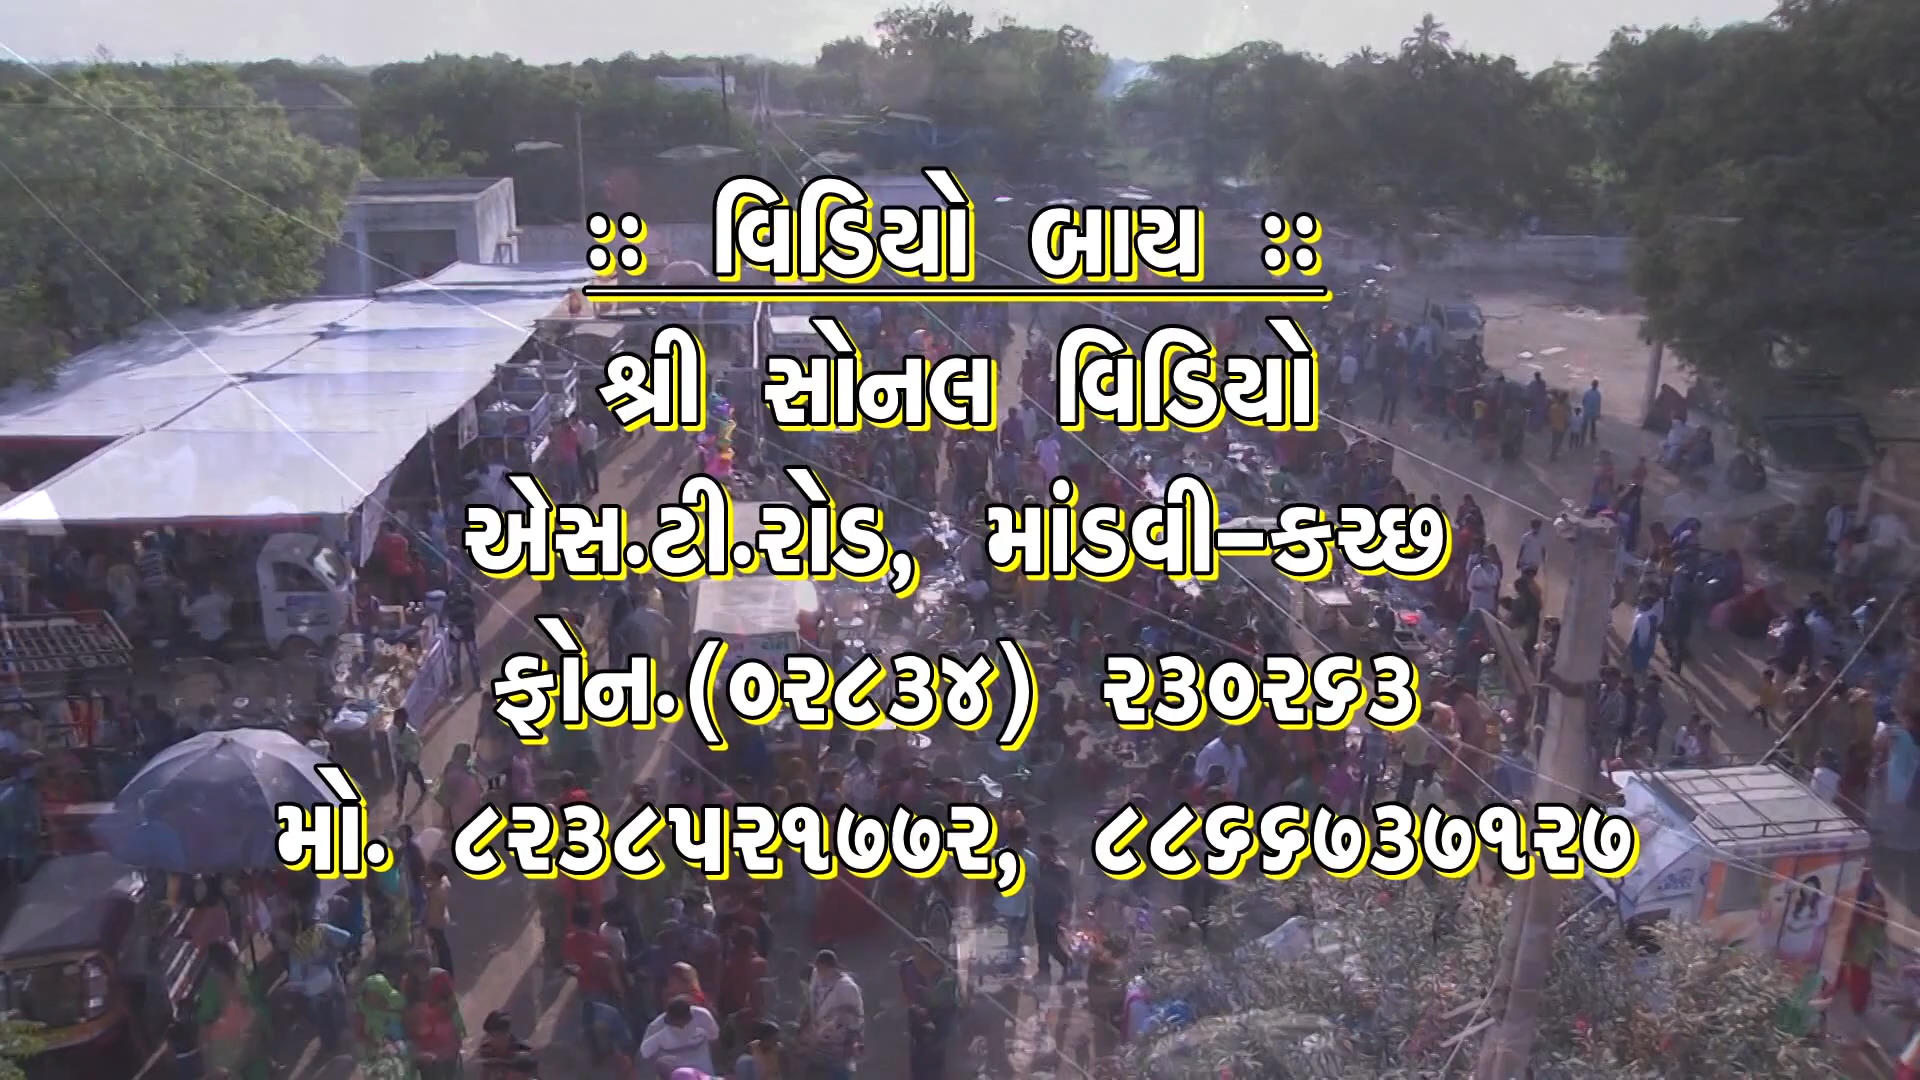 :: વિડિયો બાય ::
શ્રી સોનલ વિડિયો
એસ.ટી.રોડ, માંડવી-કચ્છ
ફોન.(૦૨૮૩૪) ૨૩૦૨૬૩
મો. ૮૨૩૮૫૨૧૭૭૨, ૮૮૬૬૭૩૭૧૨૭